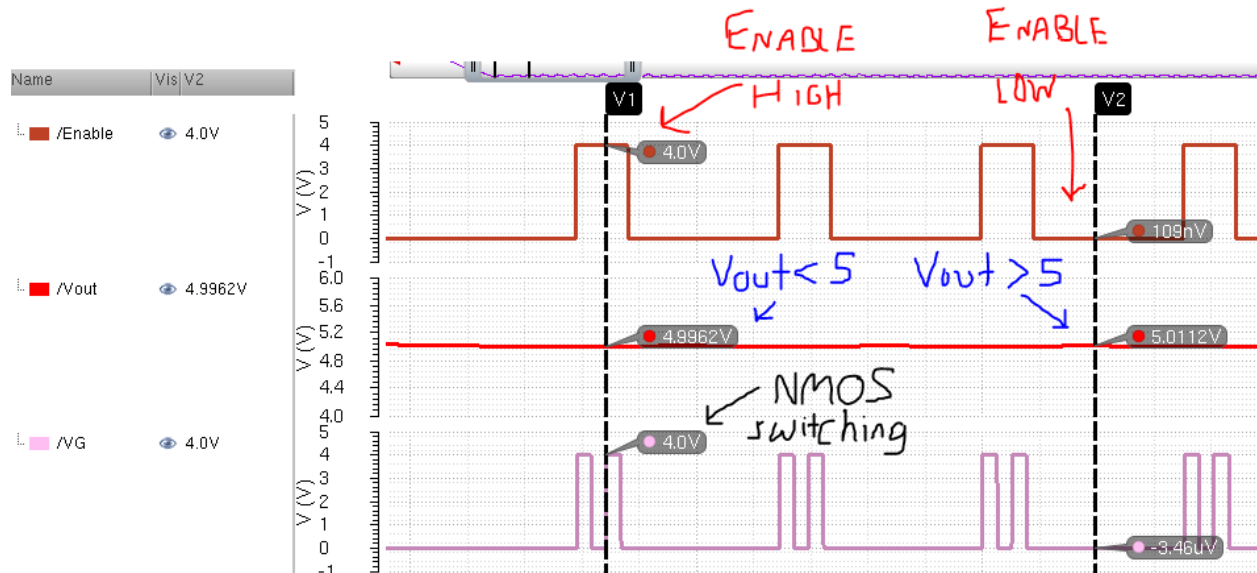 ENABLE ENABLE
HIGH LOW
Name Vis V2
V1 V2
/Enable 4.0V
V (V)
5
4
3
2
1
0
-1
4.0V
109nV
Vout < 5 Vout > 5
/Vout 4.9962V
V (V)
6.0
5.6
5.2
4.8
4.4
4.0
4.9962V
5.0112V
NMOS
switching
/VG 4.0V
V (V)
5
4
3
2
1
0
-1
4.0V
-3.46uV